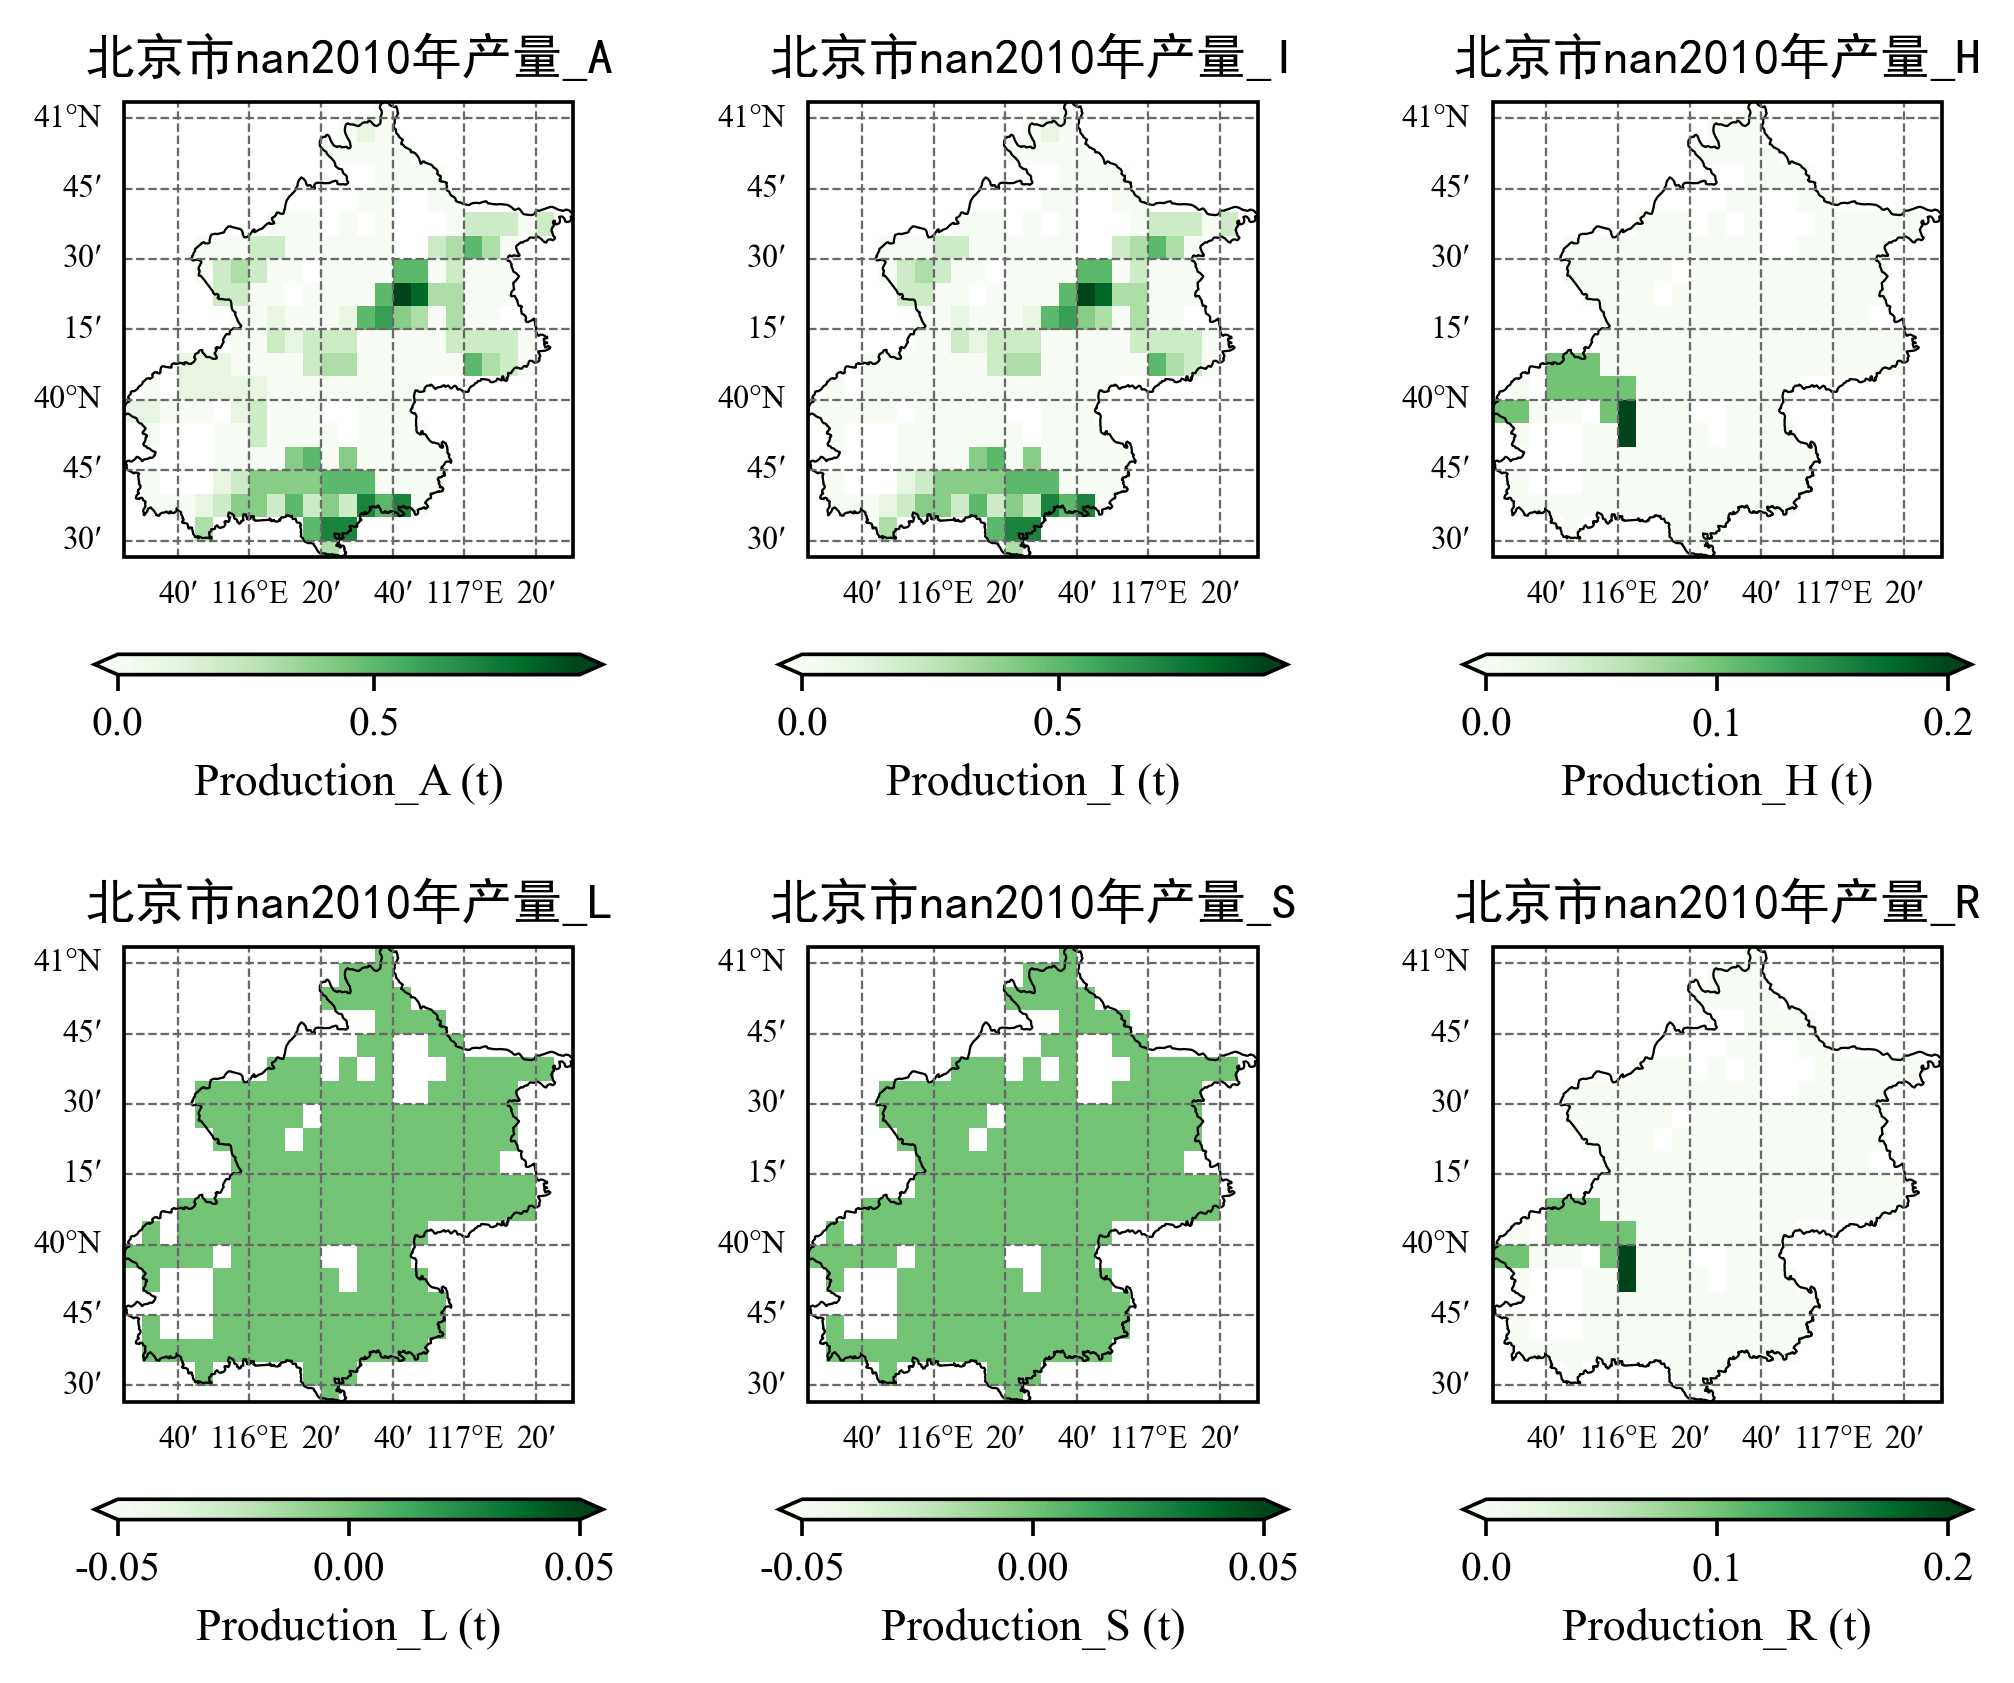 北京市nan2010年产量_A
41°N
45′
30′
15′
40°N
45′
30′
40′ 116°E 20′ 40′ 117°E 20′
0.0 0.5
Production_A (t)
北京市nan2010年产量_I
41°N
45′
30′
15′
40°N
45′
30′
40′ 116°E 20′ 40′ 117°E 20′
0.0 0.5
Production_I (t)
北京市nan2010年产量_H
41°N
45′
30′
15′
40°N
45′
30′
40′ 116°E 20′ 40′ 117°E 20′
0.0 0.1 0.2
Production_H (t)
北京市nan2010年产量_L
41°N
45′
30′
15′
40°N
45′
30′
40′ 116°E 20′ 40′ 117°E 20′
-0.05 0.00 0.05
Production_L (t)
北京市nan2010年产量_S
41°N
45′
30′
15′
40°N
45′
30′
40′ 116°E 20′ 40′ 117°E 20′
-0.05 0.00 0.05
Production_S (t)
北京市nan2010年产量_R
41°N
45′
30′
15′
40°N
45′
30′
40′ 116°E 20′ 40′ 117°E 20′
0.0 0.1 0.2
Production_R (t)